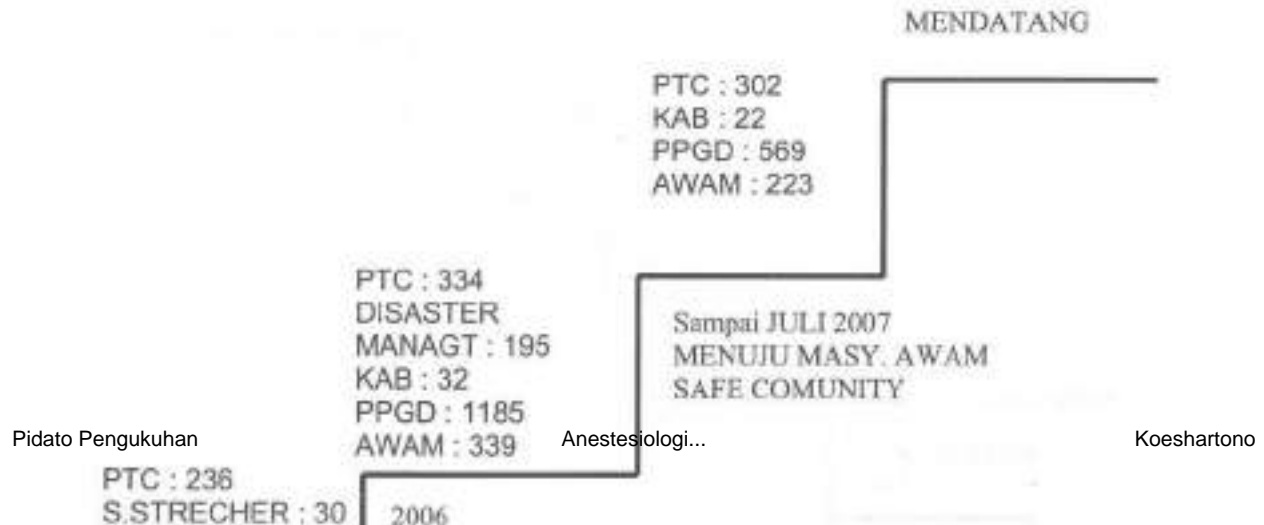 MENDATANG
PTC : 302
KAB : 22
PPGD : 569
AWAM : 223
PTC : 334
DISASTER
MANAGT : 195
KAB : 32
PPGD : 1185
AWAM : 339
Sampai JULI 2007
MENUJU MASY. AWAM
SAFE COMUNITY
Pidato Pengukuhan
Anestesiologi...
Koeshartono
PTC : 236
S.STRECHER : 30
2006